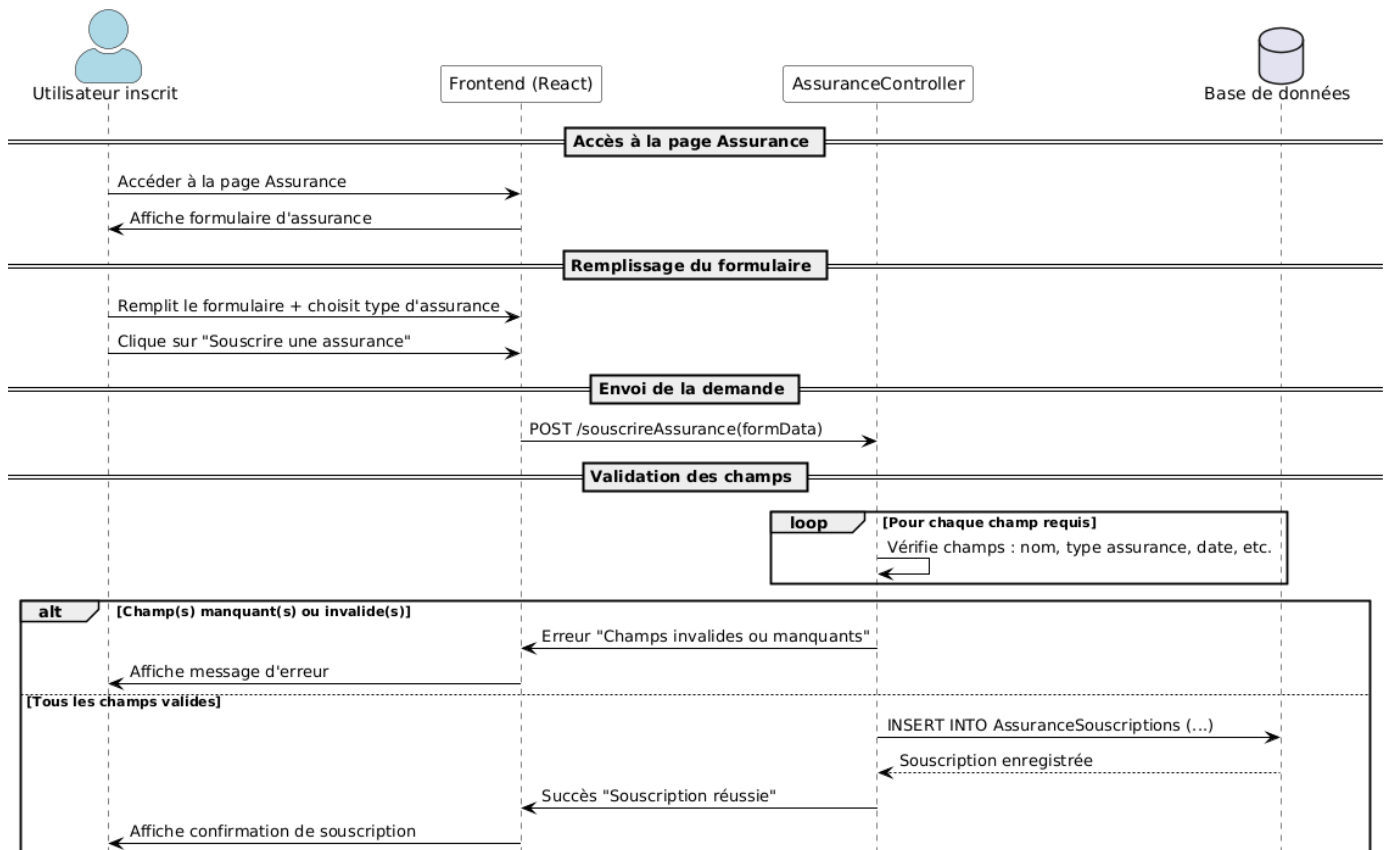 Utilisateur inscrit
Frontend (React)
AssuranceController
Base de données
Accès à la page Assurance
Accéder à la page Assurance
Affiche formulaire d'assurance
Remplissage du formulaire
Remplit le formulaire + choisit type d'assurance
Clique sur "Souscrire une assurance"
Envoi de la demande
POST /souscrireAssurance(formData)
Validation des champs
loop
[Pour chaque champ requis]
Vérifie champs : nom, type assurance, date, etc.
alt
[Champ(s) manquant(s) ou invalide(s)]
Erreur "Champs invalides ou manquants"
Affiche message d'erreur
[Tous les champs valides]
INSERT INTO AssuranceSouscriptions (...)
Souscription enregistrée
Succès "Souscription réussie"
Affiche confirmation de souscription